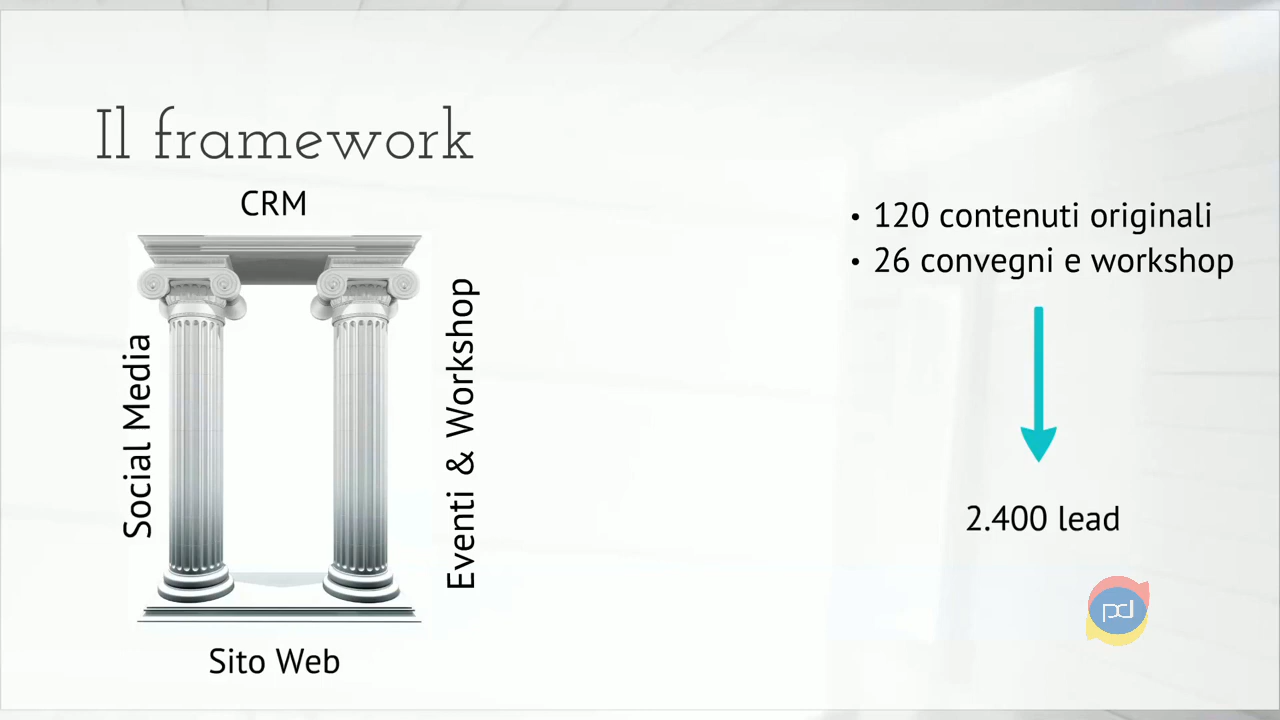 Il framework
CRM
Social Media
Eventi & Workshop
Sito Web
• 120 contenuti originali
• 26 convegni e workshop
2.400 lead
pd